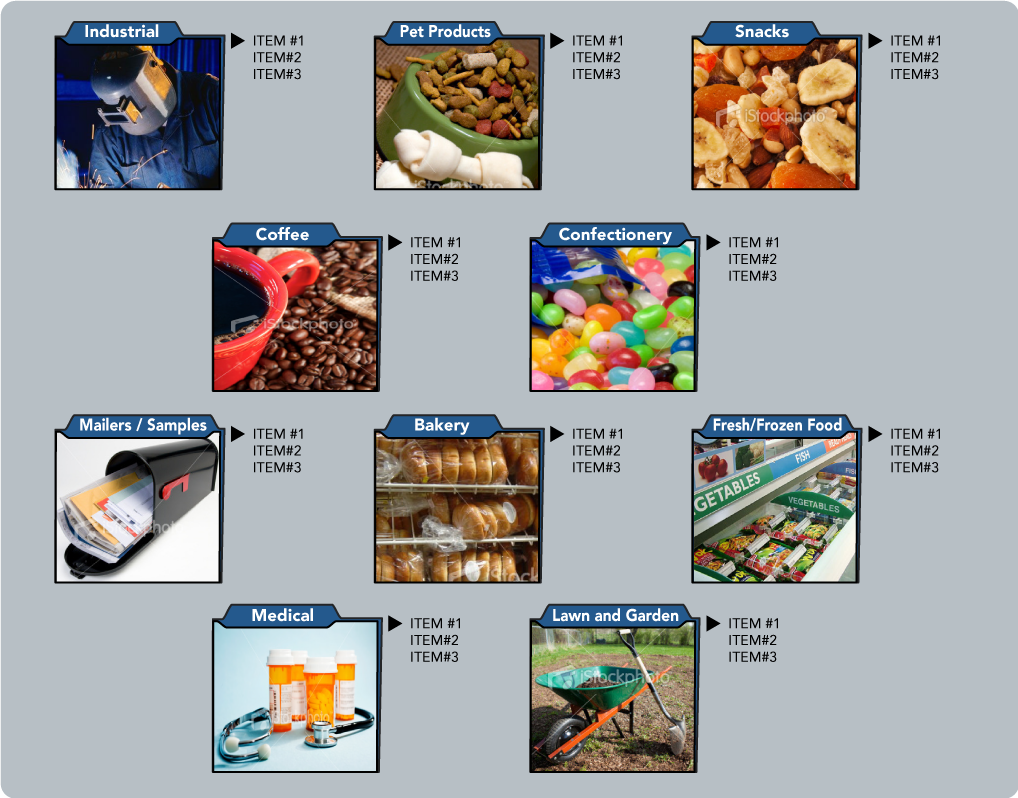 Industrial
ITEM #1
ITEM#2
ITEM#3
Pet Products
ITEM #1
ITEM#2
ITEM#3
Snacks
ITEM #1
ITEM#2
ITEM#3
iStockphoto
iStockphoto
Coffee
ITEM #1
ITEM#2
ITEM#3
Confectionery
ITEM #1
ITEM#2
ITEM#3
iStockphoto
Mailers / Samples
ITEM #1
ITEM#2
ITEM#3
Bakery
ITEM #1
ITEM#2
ITEM#3
Fresh/Frozen Food
ITEM #1
ITEM#2
ITEM#3
FISH
FISH
GETABLES
VEGETABLES
iStock
Medical
ITEM #1
ITEM#2
ITEM#3
Lawn and Garden
ITEM #1
ITEM#2
ITEM#3
iStockphoto
iStockphoto